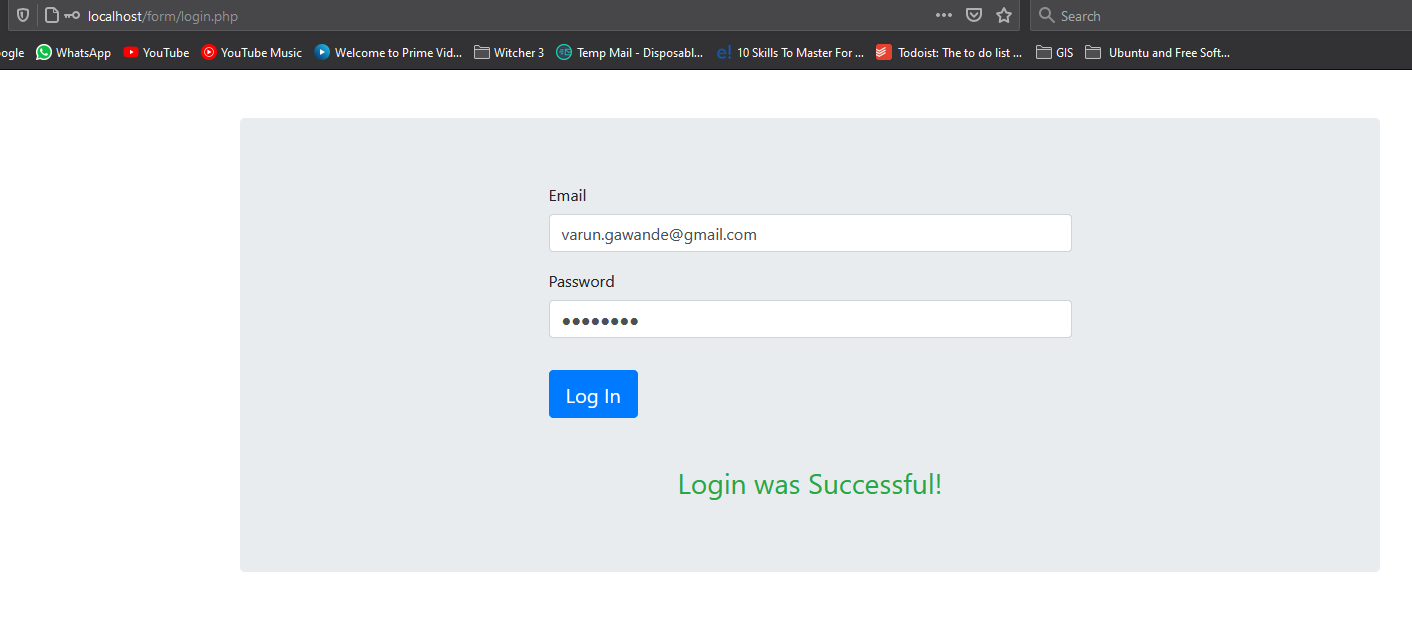 localhost/form/login.php ••• Search
ogle WhatsApp YouTube YouTube Music Welcome to Prime Vid... Witcher 3 Temp Mail - Disposabl... e! 10 Skills To Master For ... Todoist: The to do list ... GIS Ubuntu and Free Soft...
Email
varun.gawande@gmail.com
Password
●●●●●●●●
Log In
Login was Successful!